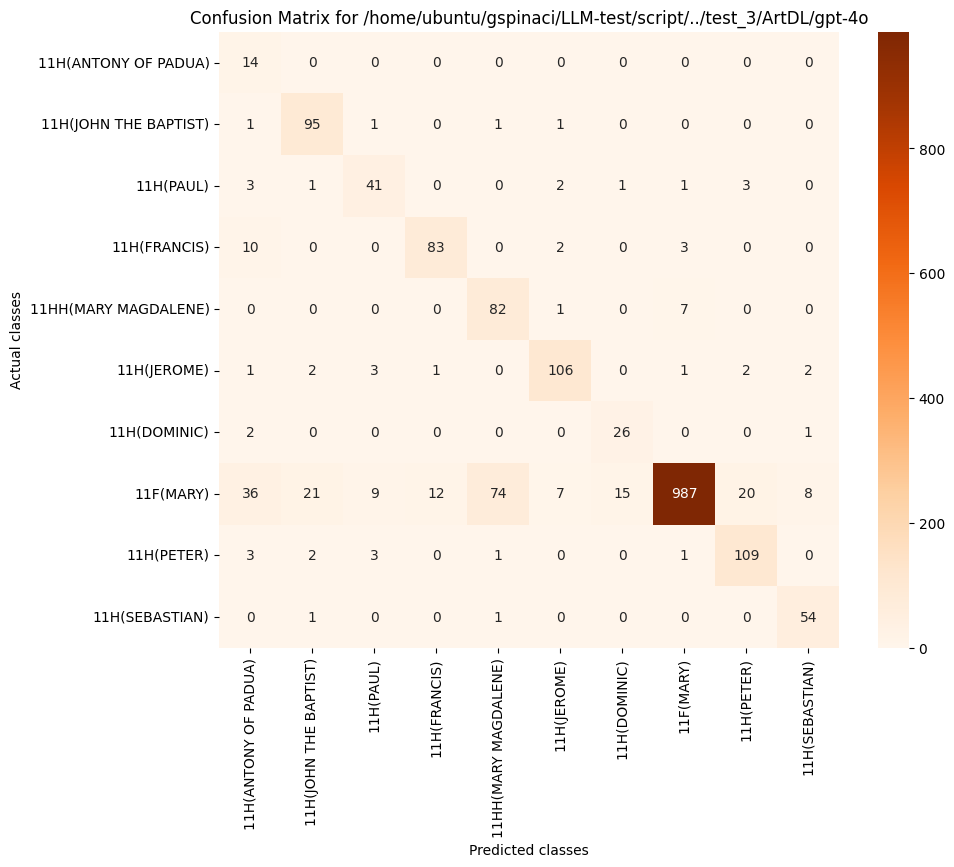 Confusion Matrix for /home/ubuntu/gspinaci/LLM-test/script/../test_3/ArtDL/gpt-4o
11H(ANTONY OF PADUA) 14 0 0 0 0 0 0 0 0 0
11H(JOHN THE BAPTIST) 1 95 1 0 1 1 0 0 0 0
11H(PAUL) 3 1 41 0 0 2 1 1 3 0
11H(FRANCIS) 10 0 0 83 0 2 0 3 0 0
11HH(MARY MAGDALENE) 0 0 0 0 82 1 0 7 0 0
11H(JEROME) 1 2 3 1 0 106 0 1 2 2
11H(DOMINIC) 2 0 0 0 0 0 26 0 0 1
11F(MARY) 36 21 9 12 74 7 15 987 20 8
11H(PETER) 3 2 3 0 1 0 0 1 109 0
11H(SEBASTIAN) 0 1 0 0 1 0 0 0 0 54
Actual classes
11H(ANTONY OF PADUA)
11H(JOHN THE BAPTIST)
11H(PAUL)
11H(FRANCIS)
11HH(MARY MAGDALENE)
11H(JEROME)
11H(DOMINIC)
11F(MARY)
11H(PETER)
11H(SEBASTIAN)
Predicted classes
800
600
400
200
0